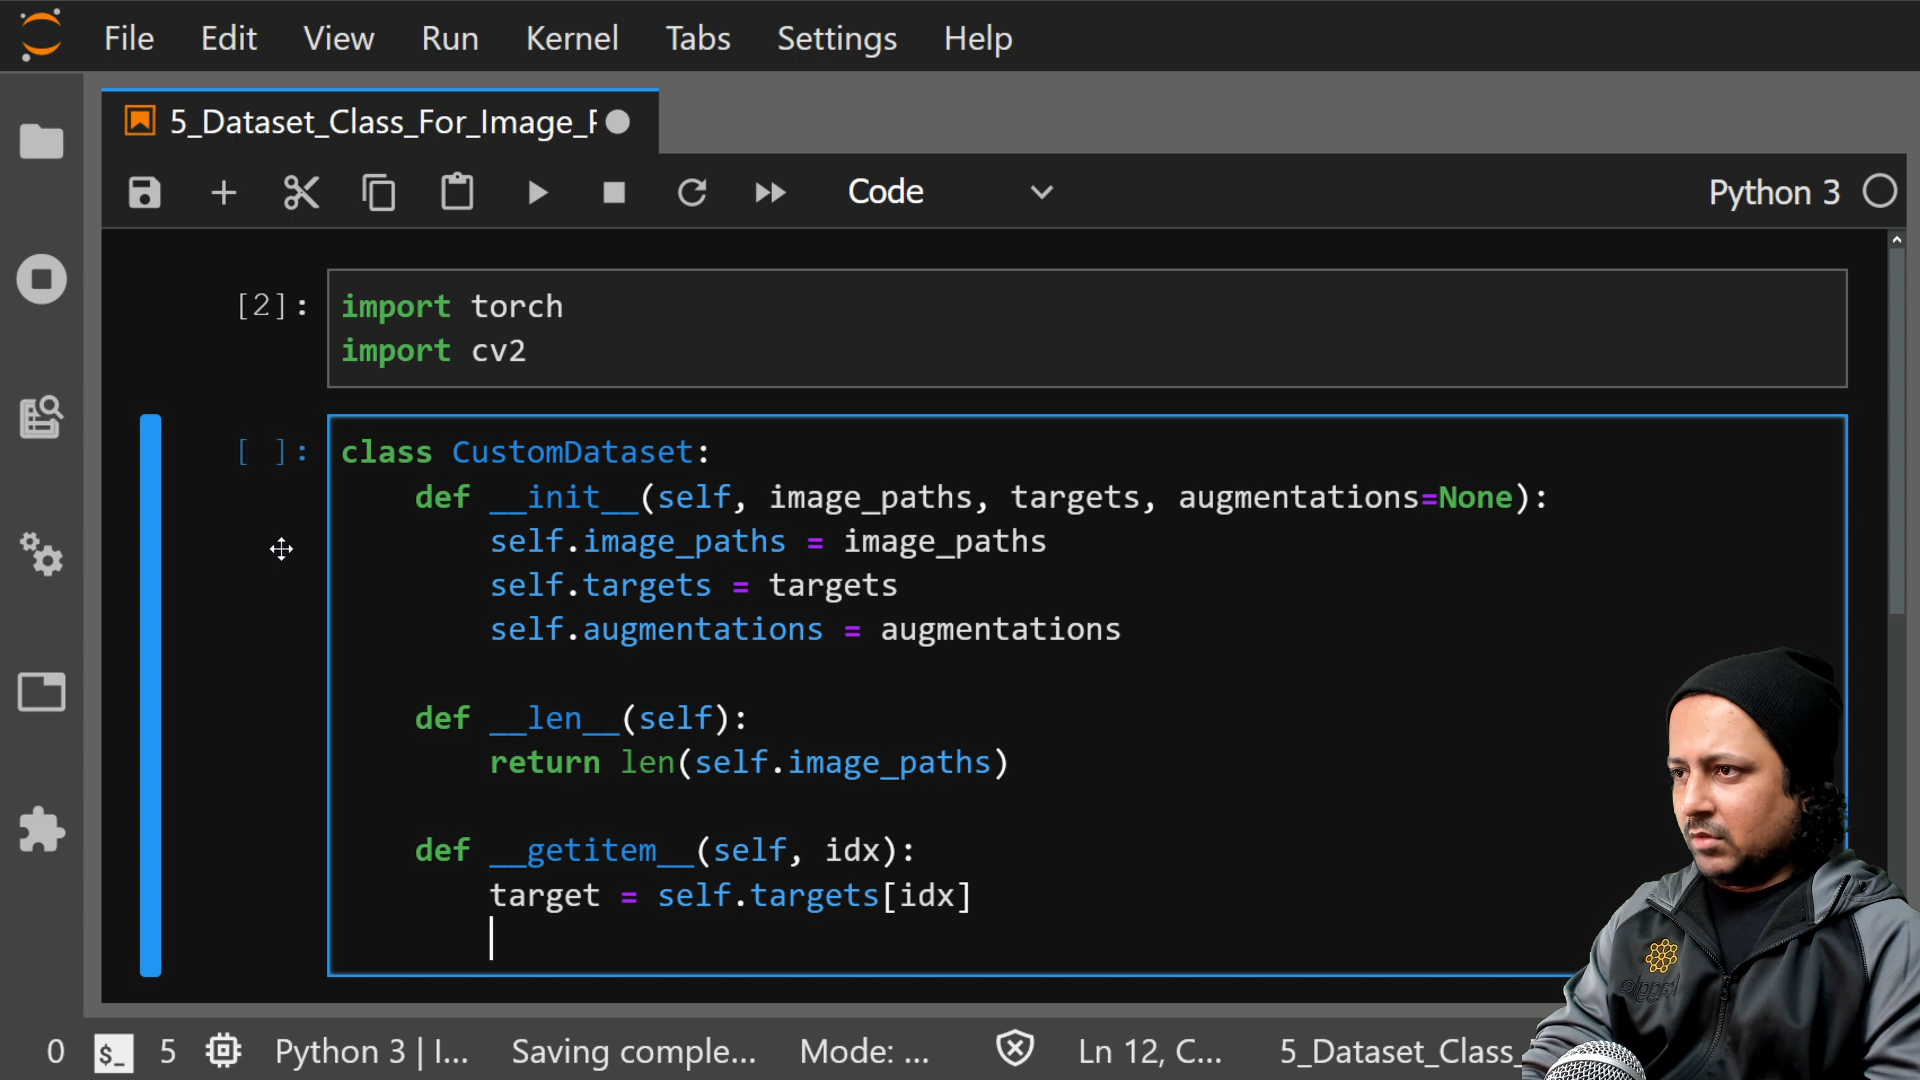 File Edit View Run Kernel Tabs Settings Help
5_Dataset_Class_For_Image_
Code
Python 3
[2]:
import torch
import cv2
[ ]:
class CustomDataset:
def __init__(self, image_paths, targets, augmentations=None):
self.image_paths = image_paths
self.targets = targets
self.augmentations = augmentations
def __len__(self):
return len(self.image_paths)
def __getitem__(self, idx):
target = self.targets[idx]
kaggle
0 $_ 5 Python 3 | I... Saving comple... Mode: ... Ln 12, C... 5_Dataset_Class_